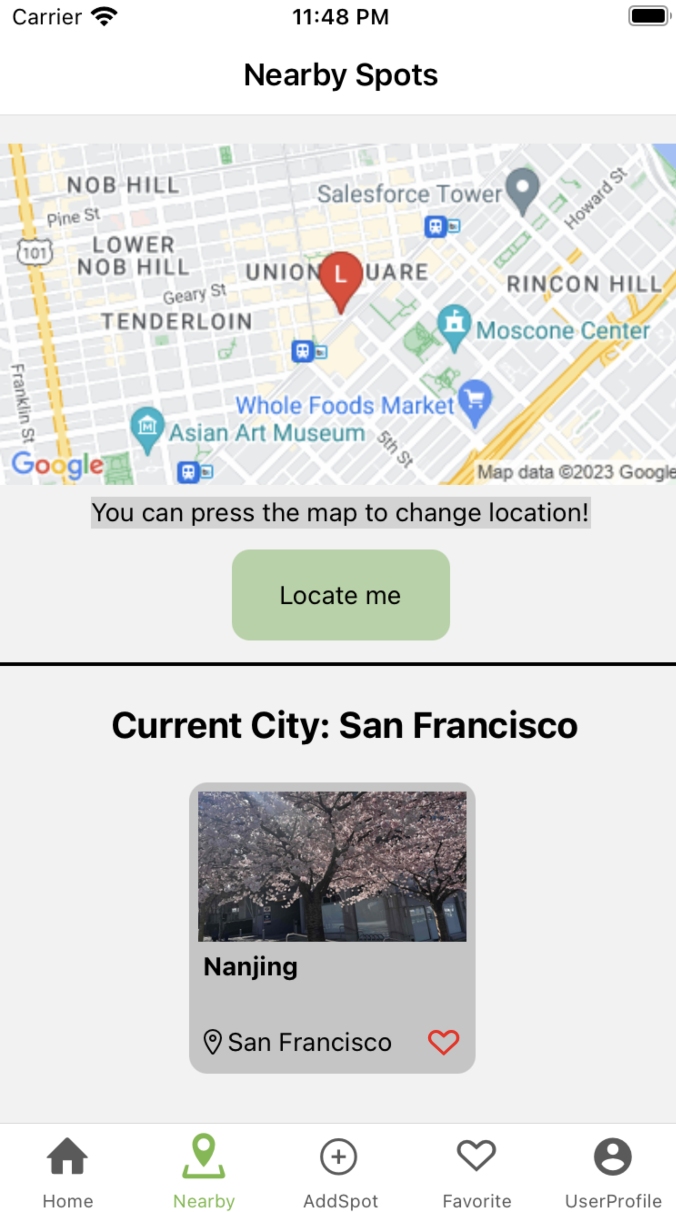 Carrier 11:48 PM
Nearby Spots
NOB HILL
Salesforce Tower
Howard St
Pine St
101
LOWER
NOB HILL
UNION L UARE
RINCON HILL
Geary St
TENDERLOIN
Moscone Center
Franklin St
Whole Foods Market
Asian Art Museum
5th St
Google
Map data ©2023 Google
You can press the map to change location!
Locate me
Current City: San Francisco
Nanjing
San Francisco
Home Nearby AddSpot Favorite UserProfile